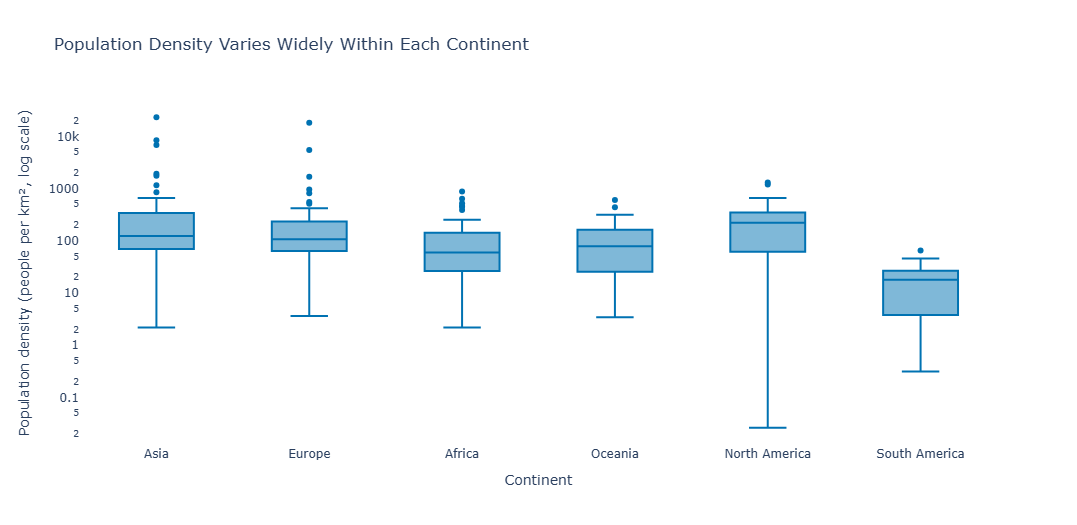 Population Density Varies Widely Within Each Continent
Population density (people per km², log scale)
2
10k
5
2
1000
5
2
100
5
2
10
5
2
1
5
2
0.1
5
2
Asia
Europe
Africa
Oceania
North America
South America
Continent